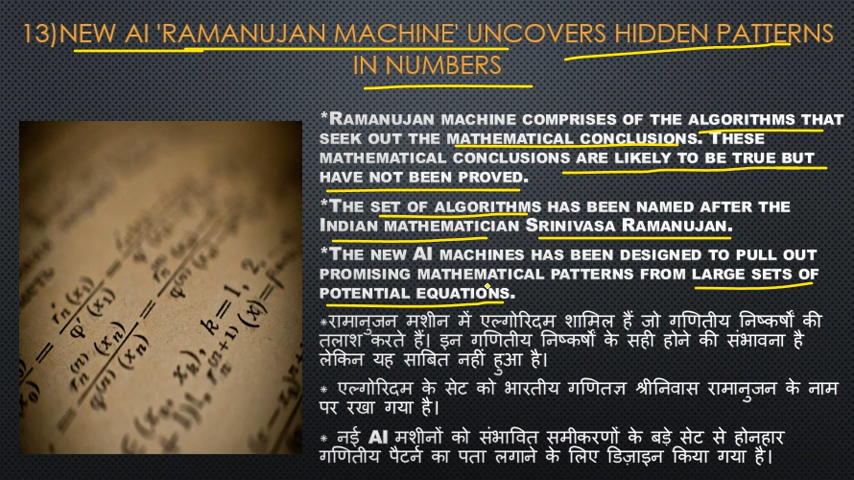 13)NEW AI 'RAMANUJAN MACHINE' UNCOVERS HIDDEN PATTERNS
IN NUMBERS
*RAMANUJAN MACHINE COMPRISES OF THE ALGORITHMS THAT
SEEK OUT THE MATHEMATICAL CONCLUSIONS. THESE
MATHEMATICAL CONCLUSIONS ARE LIKELY TO BE TRUE BUT
HAVE NOT BEEN PROVED.
*THE SET OF ALGORITHMS HAS BEEN NAMED AFTER THE
INDIAN MATHEMATICIAN SRINIVASA RAMANUJAN.
*THE NEW AI MACHINES HAS BEEN DESIGNED TO PULL OUT
PROMISING MATHEMATICAL PATTERNS FROM LARGE SETS OF
POTENTIAL EQUATIONS.
*रामानुजन मशीन में एल्गोरिदम शामिल हैं जो गणितीय निष्कर्षों की
तलाश करते हैं। इन गणितीय निष्कर्षों के सही होने की संभावना है
लेकिन यह साबित नहीं हुआ है।
* एल्गोरिदम के सेट को भारतीय गणितज्ञ श्रीनिवास रामानुजन के नाम
पर रखा गया है।
* नई AI मशीनों को संभावित समीकरणों के बड़े सेट से होनहार
गणितीय पैटर्न का पता लगाने के लिए डिज़ाइन किया गया है।